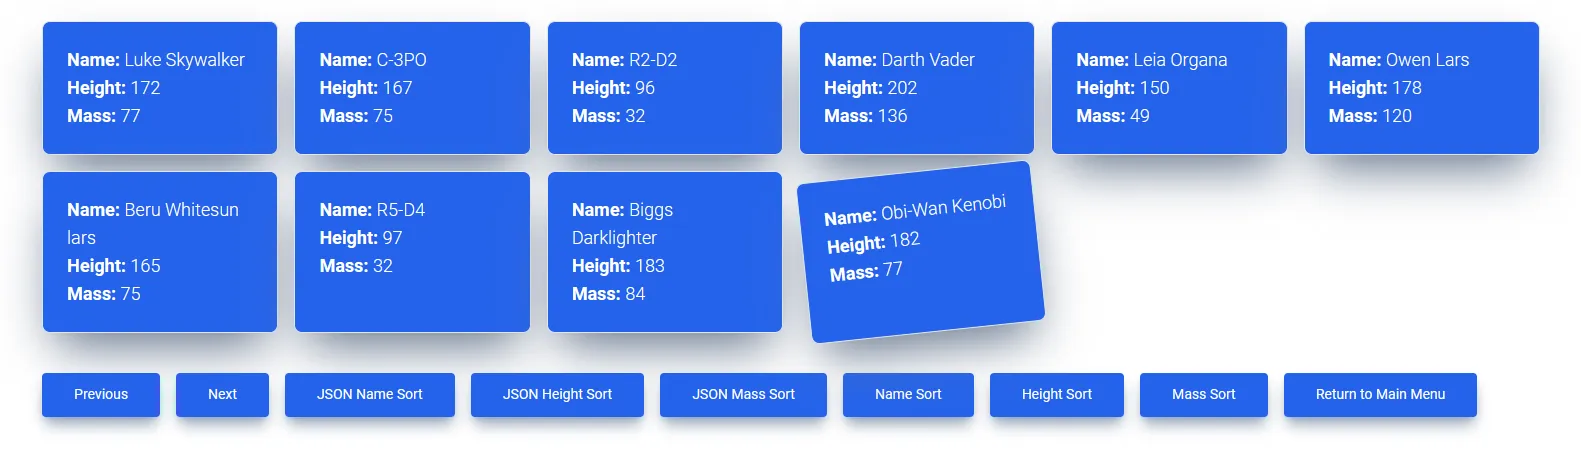 Name: Luke Skywalker
Height: 172
Mass: 77
Name: C-3PO
Height: 167
Mass: 75
Name: R2-D2
Height: 96
Mass: 32
Name: Darth Vader
Height: 202
Mass: 136
Name: Leia Organa
Height: 150
Mass: 49
Name: Owen Lars
Height: 178
Mass: 120
Name: Beru Whitesun
lars
Height: 165
Mass: 75
Name: R5-D4
Height: 97
Mass: 32
Name: Biggs
Darklighter
Height: 183
Mass: 84
Name: Obi-Wan Kenobi
Height: 182
Mass: 77
Previous
Next
JSON Name Sort
JSON Height Sort
JSON Mass Sort
Name Sort
Height Sort
Mass Sort
Return to Main Menu